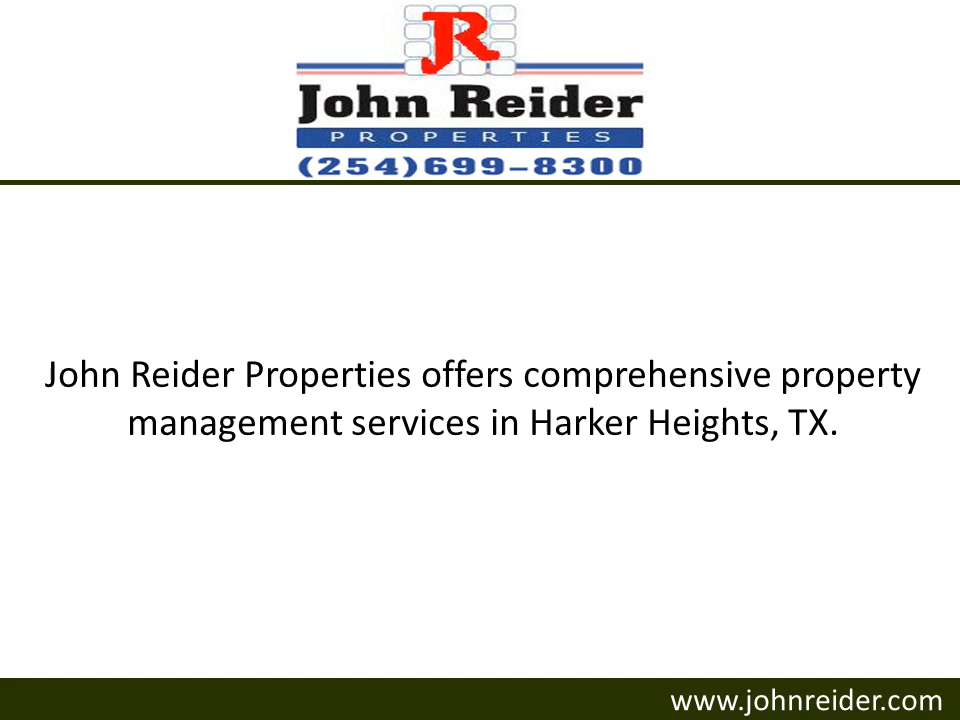 JR
John Reider
PROPERTIES
(254)699-8300
John Reider Properties offers comprehensive property
management services in Harker Heights, TX.
www.johnreider.com